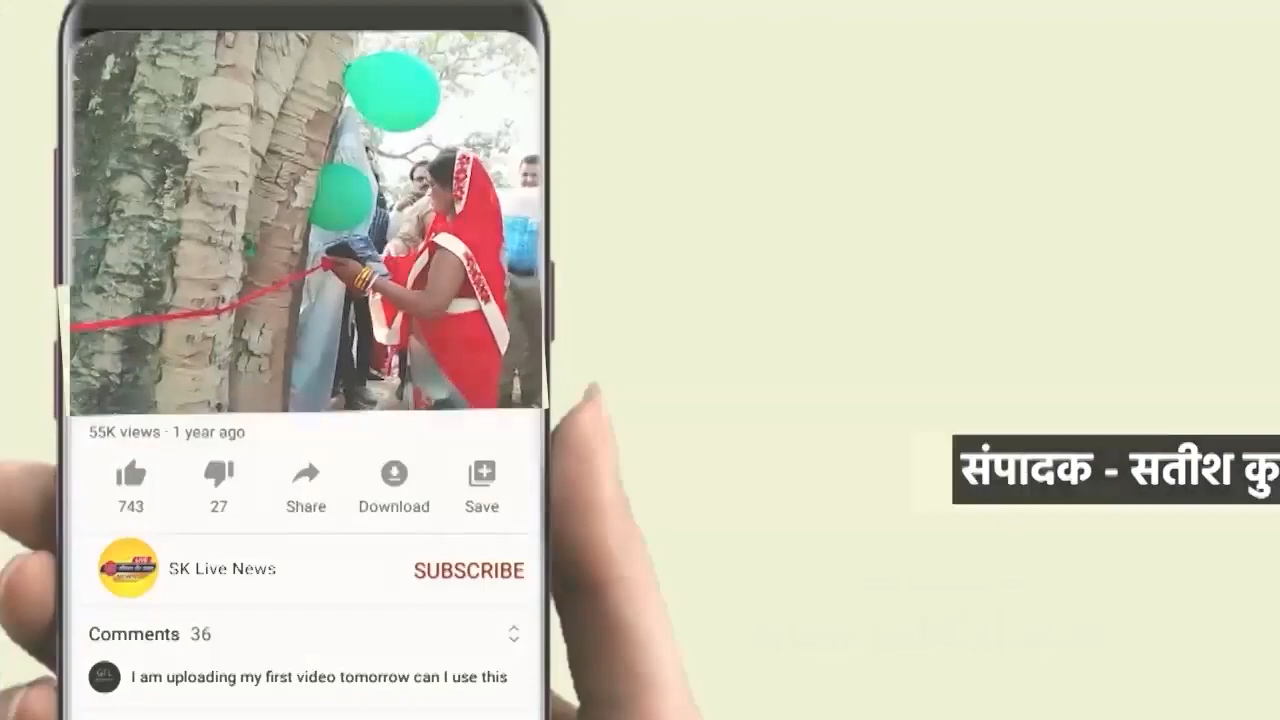 55K views · 1 year ago
743
27
Share
Download
Save
SK Live News
SUBSCRIBE
Comments 36
I am uploading my first video tomorrow can I use this
संपादक - सतीश कु